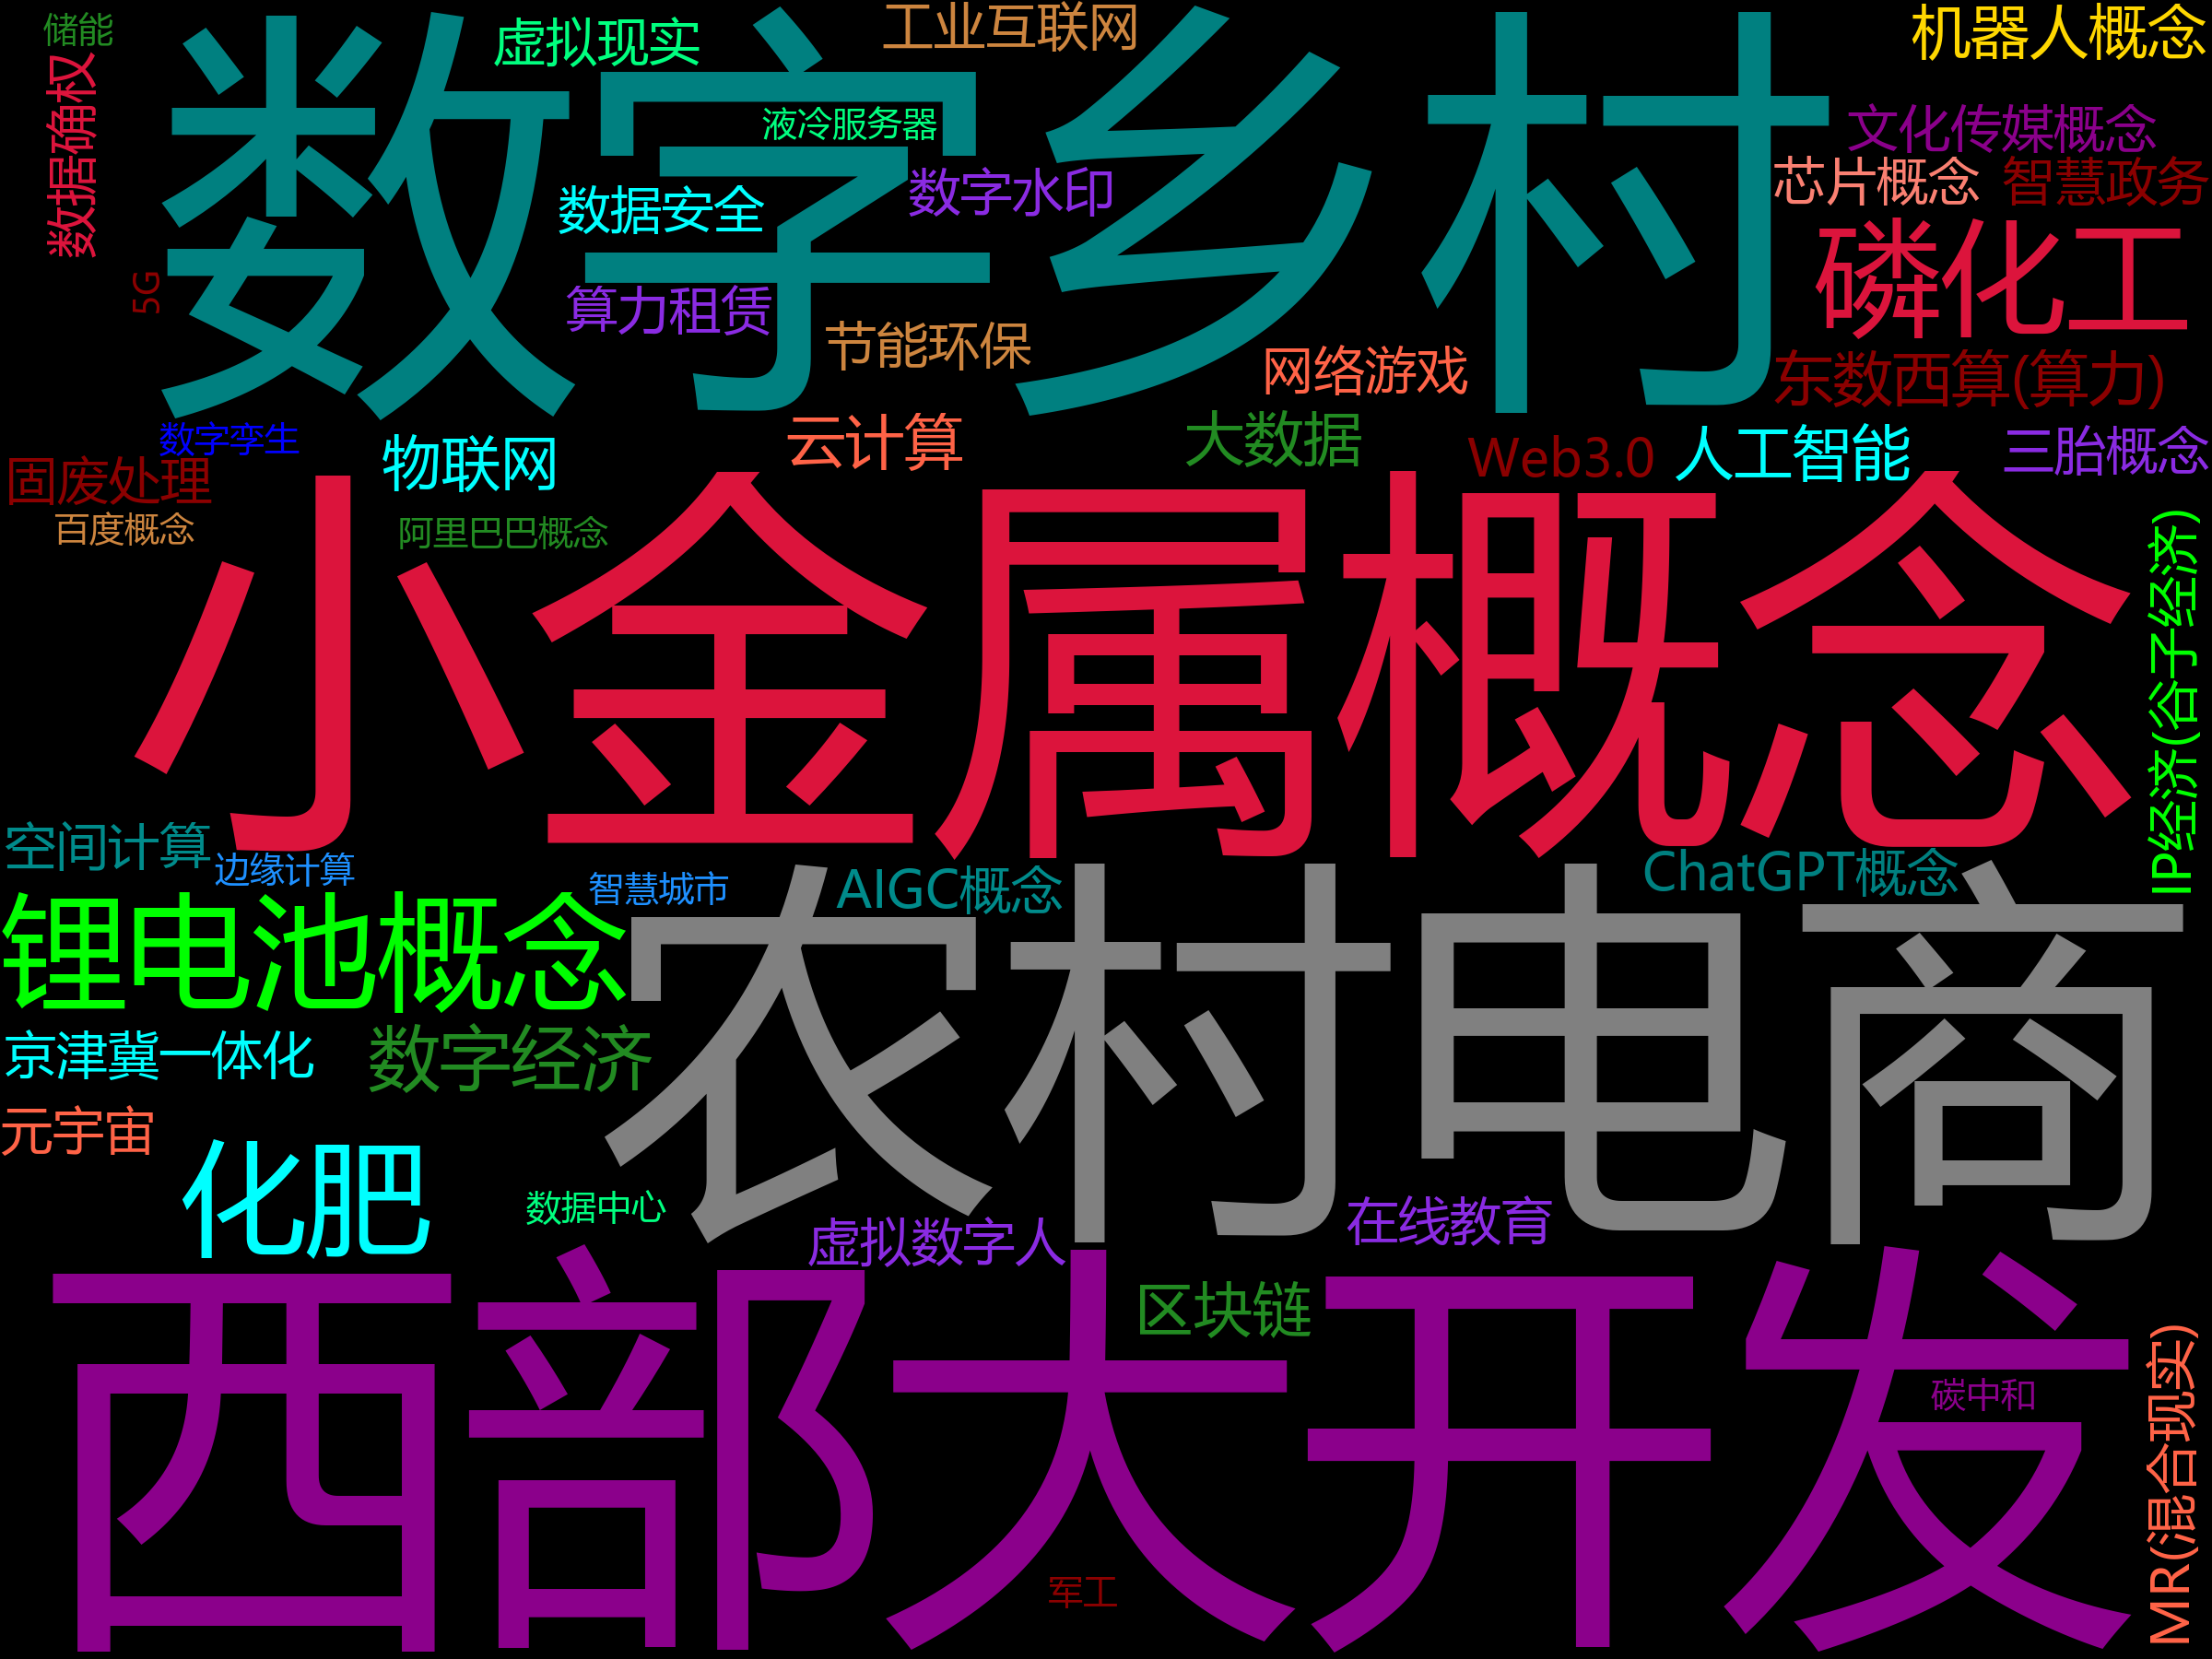 储能
虚拟现实
工业互联网
机器人概念
数据确权
数字乡村
液冷服务器
文化传媒概念
数据安全
数字水印
芯片概念
智慧政务
5G
算力租赁
节能环保
网络游戏
磷化工
东数西算(算力)
数字孪生
物联网
云计算
大数据
Web3.0
人工智能
三胎概念
固废处理
百度概念
阿里巴巴概念
小金属概念
IP经济(谷子经济)
空间计算
边缘计算
智慧城市
AIGC概念
ChatGPT概念
锂电池概念
农村电商
京津冀一体化
数字经济
元宇宙
化肥
数据中心
虚拟数字人
在线教育
区块链
西部大开发
碳中和
军工
MR(混合现实)